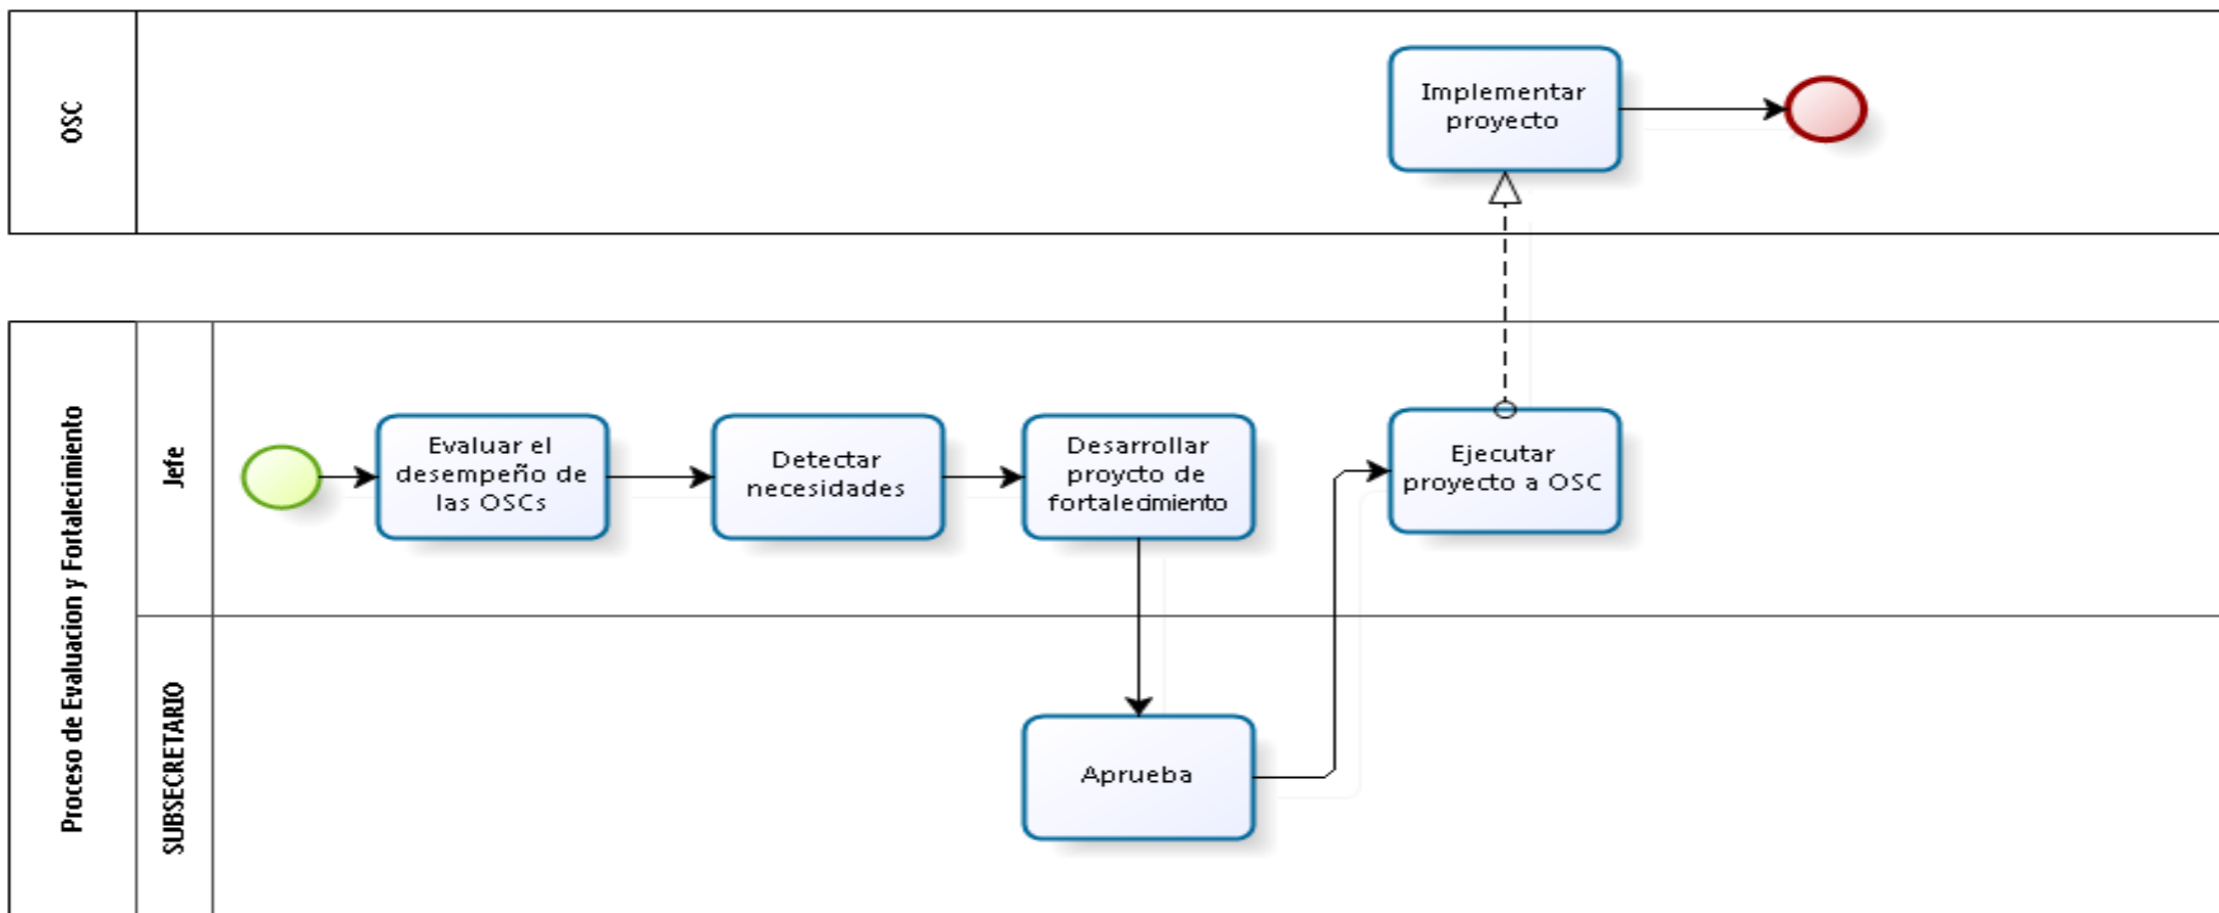 OSC
Implementar
proyecto
Proceso de Evaluacion y Fortalecimiento
Jefe
Evaluar el
desempeño de
las OSCs
Detectar
necesidades
Desarrollar
proycto de
fortalecimiento
Ejecutar
proyecto a OSC
SUBSECRETARIO
Aprueba